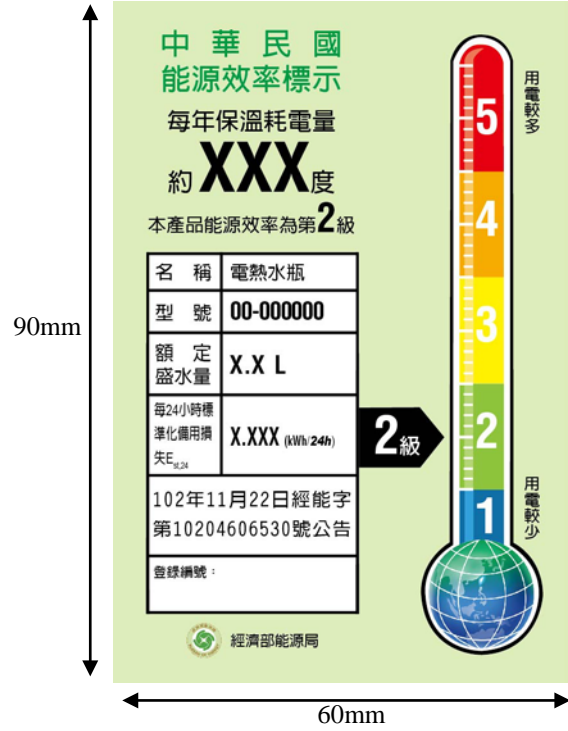 中華民國
能源效率標示
每年保溫耗電量
約XXX度
本產品能源效率為第2級
名 稱 電熱水瓶
型 號 00-000000
額 定
盛水量 X.X L
每24小時標
準化備用損
失Est,24 X.XXX (kWh/24h)
102年11月22日經能字
第10204606530號公告
登錄編號：
經濟部能源局
用電較多
5
4
3
2
1
2級
用電較少
90mm
60mm